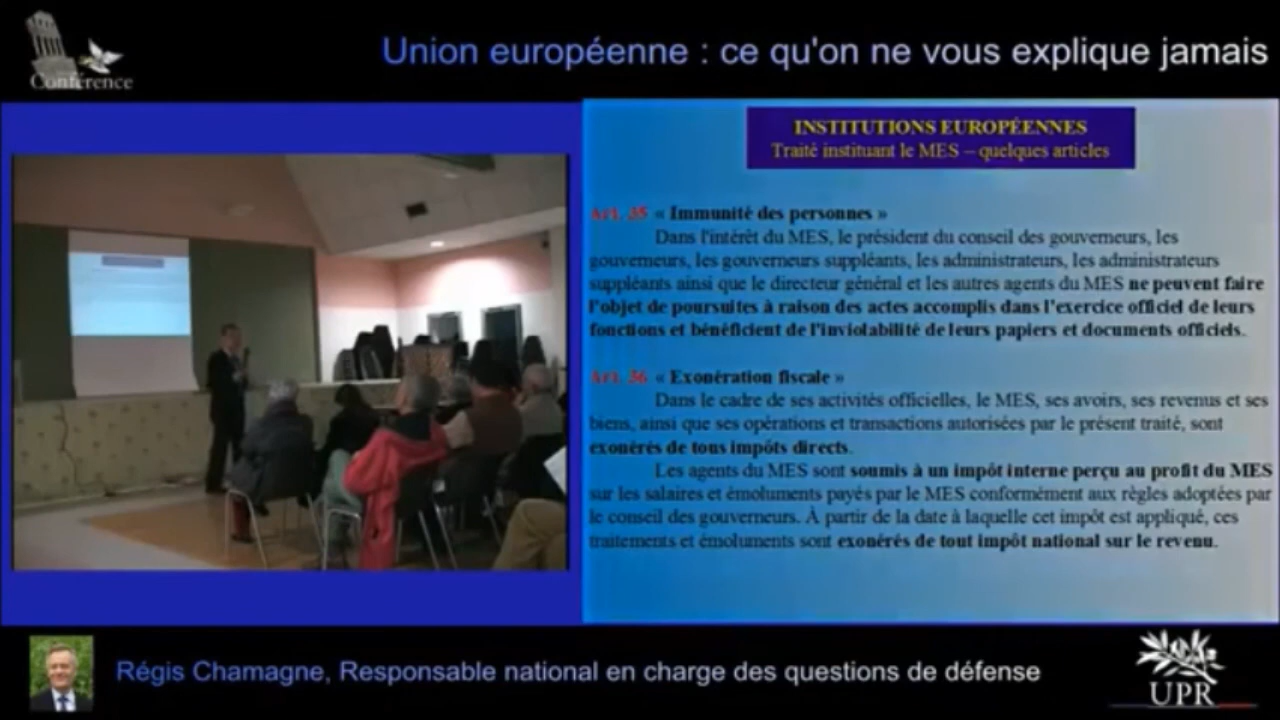 Conférence
Union européenne : ce qu'on ne vous explique jamais
INSTITUTIONS EUROPÉENNES
Traité instituant le MES – quelques articles
Art. 35 « Immunité des personnes »
Dans l'intérêt du MES, le président du conseil des gouverneurs, les
gouverneurs, les gouverneurs suppléants, les administrateurs, les administrateurs
suppléants ainsi que le directeur général et les autres agents du MES ne peuvent faire
l'objet de poursuites à raison des actes accomplis dans l'exercice officiel de leurs
fonctions et bénéficient de l'inviolabilité de leurs papiers et documents officiels.
Art. 36 « Exonération fiscale »
Dans le cadre de ses activités officielles, le MES, ses avoirs, ses revenus et ses
biens, ainsi que ses opérations et transactions autorisées par le présent traité, sont
exonérés de tous impôts directs.
Les agents du MES sont soumis à un impôt interne perçu au profit du MES
sur les salaires et émoluments payés par le MES conformément aux règles adoptées par
le conseil des gouverneurs. À partir de la date à laquelle cet impôt est appliqué, ces
traitements et émoluments sont exonérés de tout impôt national sur le revenu.
Régis Chamagne, Responsable national en charge des questions de défense
UPR